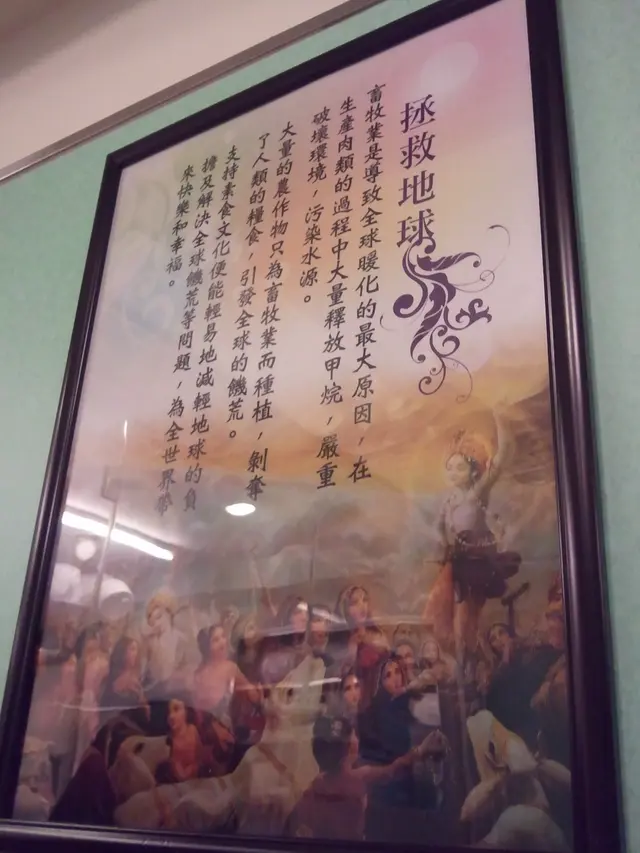 拯救地球
畜牧業是導致全球暖化的最大原因，在
生產肉類的過程中大量釋放甲烷，嚴重
破壞環境，污染水源。
大量的農作物只為畜牧業而種植，剝奪
了人類的糧食，引發全球的饑荒。
支持素食文化便能輕易地減輕地球的負
擔及解決全球饑荒等問題，為全世界帶
來快樂和幸福。